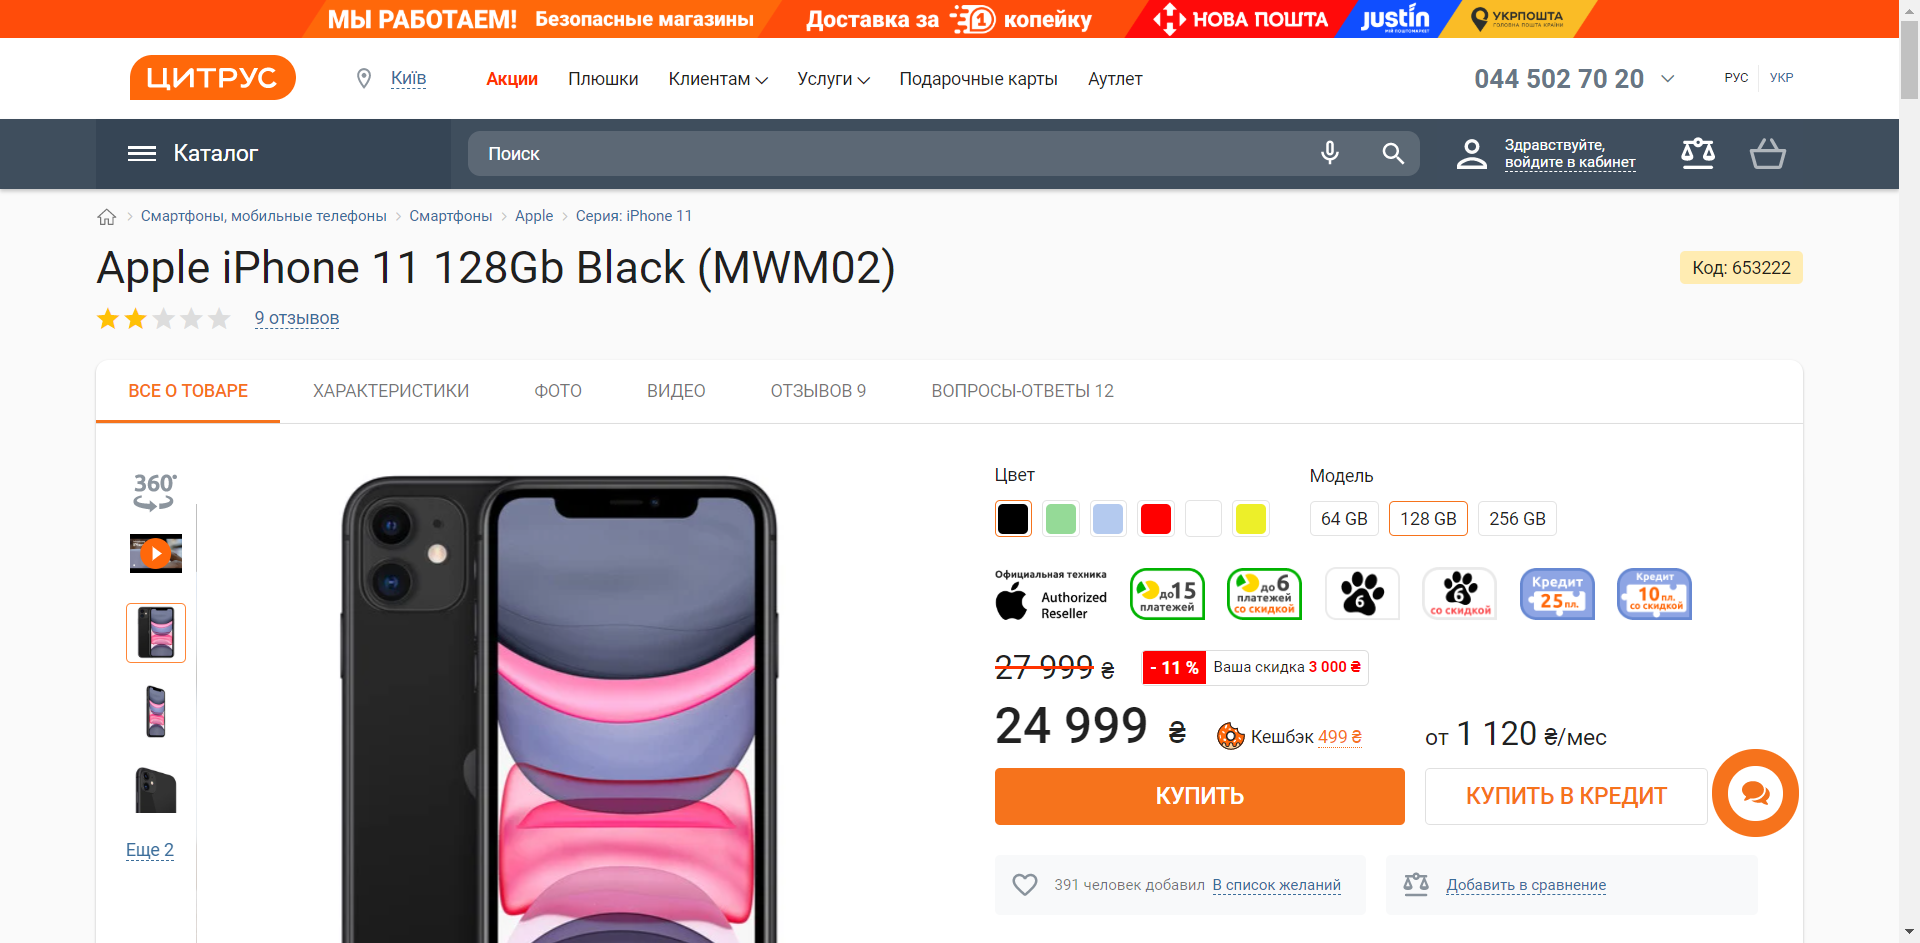 МЫ РАБОТАЕМ! Безопасные магазины Доставка за 1 копейку НОВА ПОШТА justin УКРПОШТА
ЦИТРУС Київ Акции Плюшки Клиентам Услуги Подарочные карты Аутлет 044 502 70 20 РУС УКР
Каталог Поиск Здравствуйте,
войдите в кабинет
Смартфоны, мобильные телефоны Смартфоны Apple Серия: iPhone 11
Apple iPhone 11 128Gb Black (MWM02) Код: 653222
9 отзывов
ВСЕ О ТОВАРЕ ХАРАКТЕРИСТИКИ ФОТО ВИДЕО ОТЗЫВОВ 9 ВОПРОСЫ-ОТВЕТЫ 12
360°
Цвет Модель
64 GB 128 GB 256 GB
Официальная техника
Authorized
Reseller
до 15
платежей
до 6
платежей
со скидкой
6
6
со скидкой
Кредит
25 пл.
Кредит
10 пл.
со скидкой
27 999 ₴ - 11 % Ваша скидка 3 000 ₴
24 999 ₴ Кешбэк 499 ₴ от 1 120 ₴/мес
КУПИТЬ КУПИТЬ В КРЕДИТ
Еще 2
391 человек добавил В список желаний Добавить в сравнение